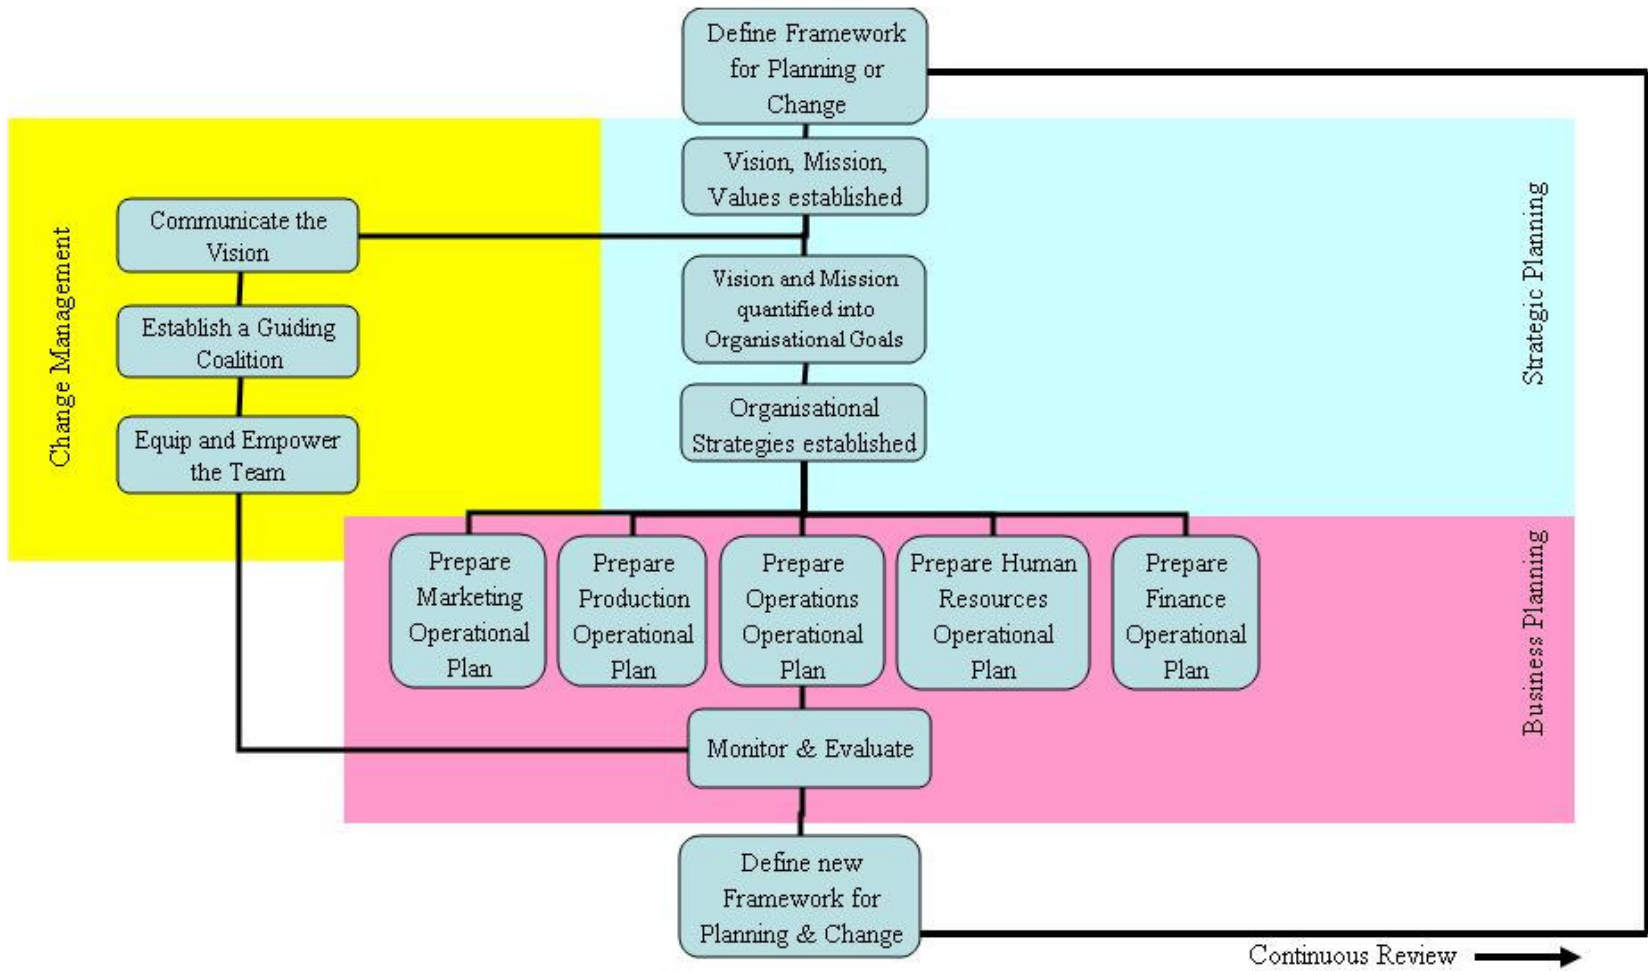 Define Framework
for Planning or
Change
Vision, Mission,
Values established
Communicate the
Vision
Vision and Mission
quantified into
Organisational Goals
Establish a Guiding
Coalition
Organisational
Strategies established
Equip and Empower
the Team
Change Management
Strategic Planning
Prepare
Marketing
Operational
Plan
Prepare
Production
Operational
Plan
Prepare
Operations
Operational
Plan
Prepare Human
Resources
Operational
Plan
Prepare
Finance
Operational
Plan
Business Planning
Monitor & Evaluate
Define new
Framework for
Planning & Change
Continuous Review